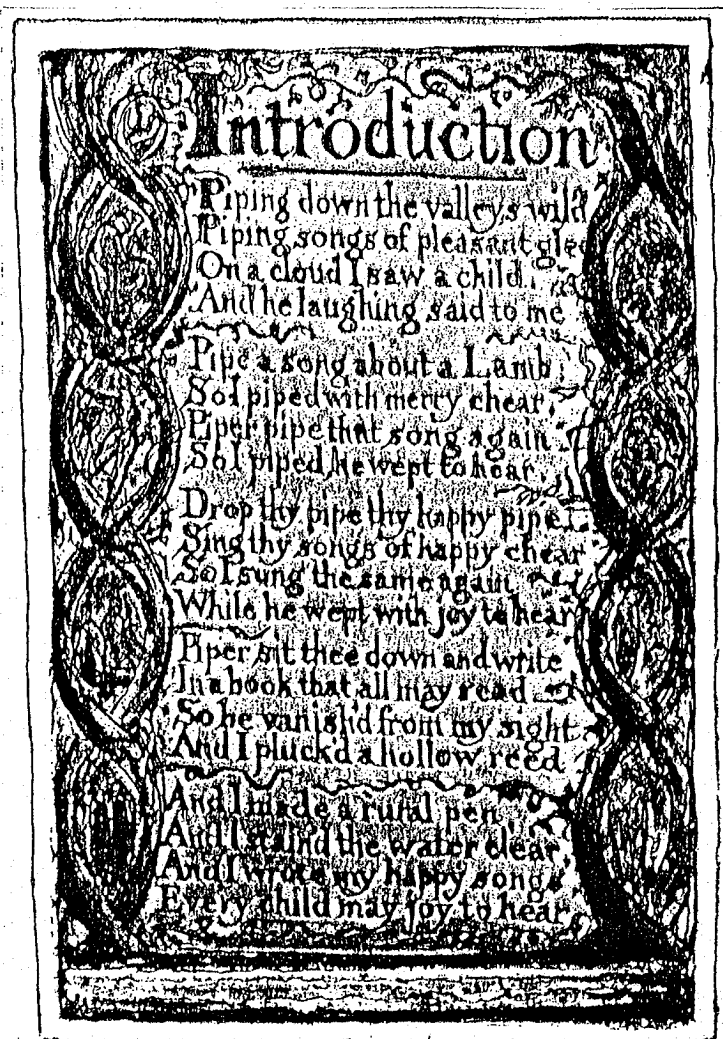 Introduction
Piping down the valleys wild
Piping songs of pleasant glee
On a cloud I saw a child.
And he laughing said to me
Pipe a song about a Lamb:
So I piped with merry chear,
Piper pipe that song again
So I piped, he wept to hear.
Drop thy pipe thy happy pipe
Sing thy songs of happy chear
So I sung the same again
While he wept with joy to hear
Piper sit thee down and write
In a book that all may read
So he vanish'd from my sight
And I pluck'd a hollow reed
And I made a rural pen,
And I stain'd the water clear,
And I wrote my happy songs
Every child may joy to hear